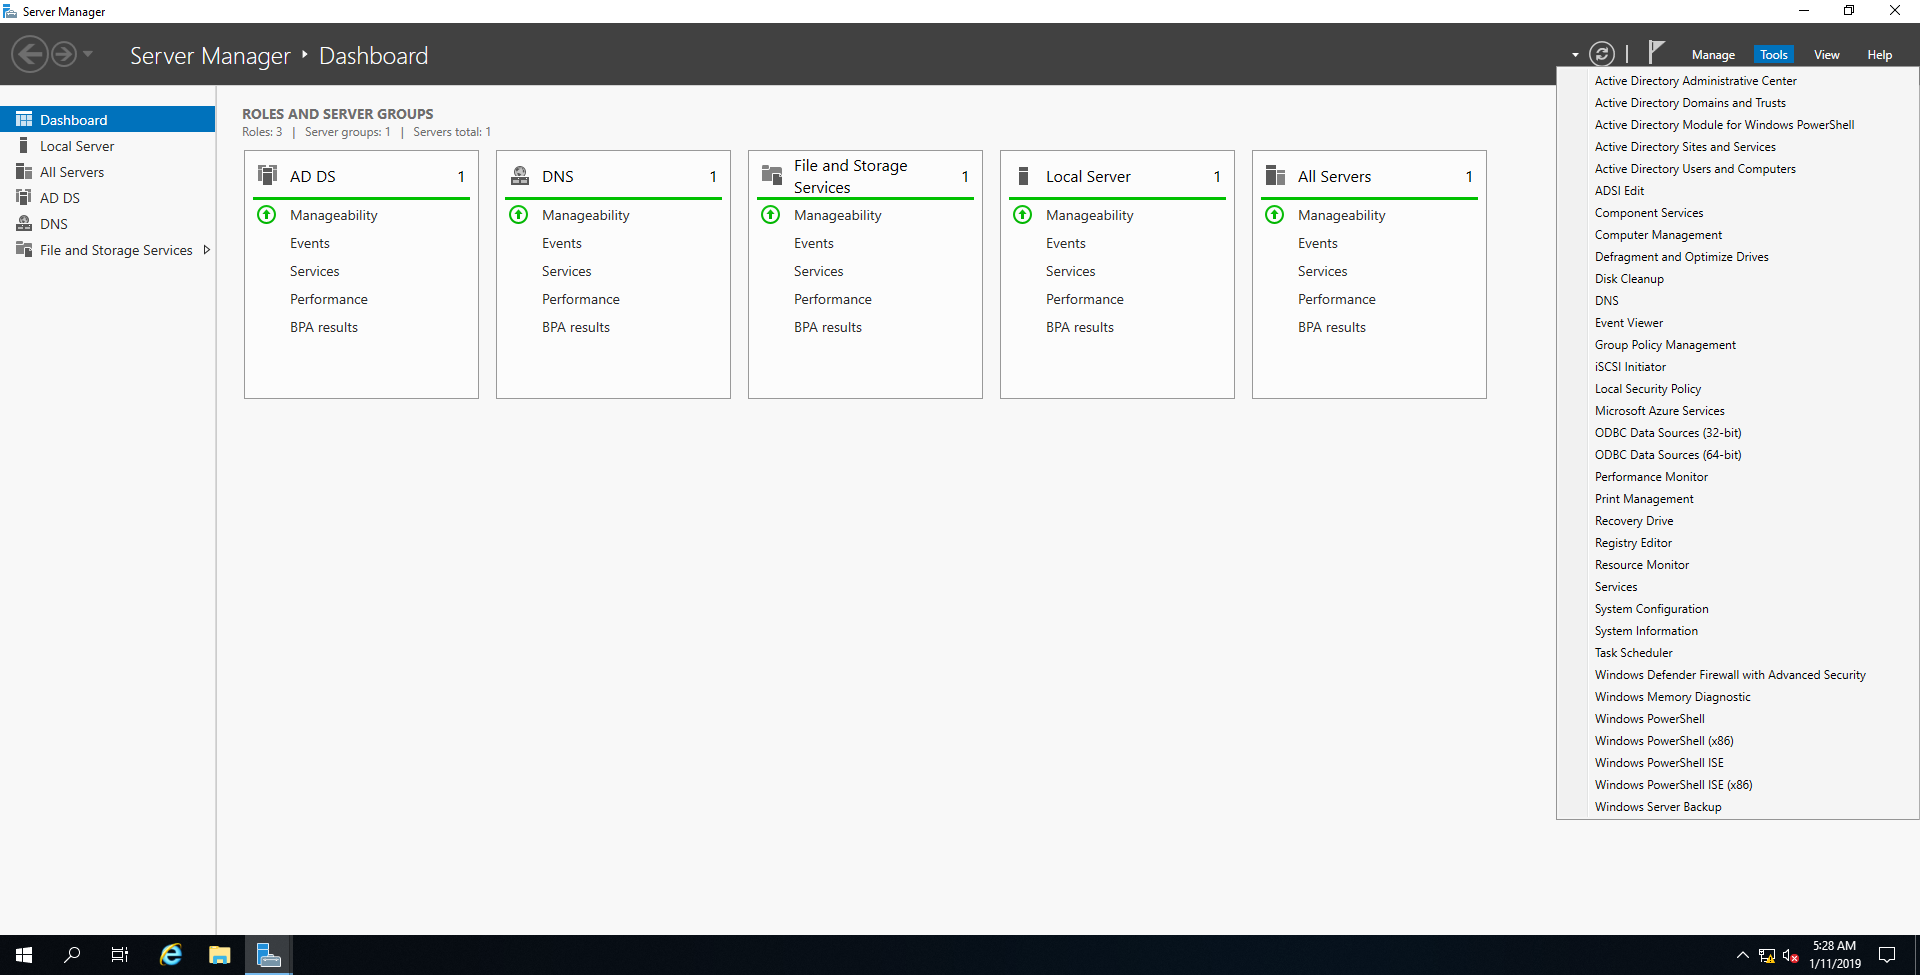 Server Manager
Server Manager ‣ Dashboard
Manage Tools View Help
Dashboard
Local Server
All Servers
AD DS
DNS
File and Storage Services
ROLES AND SERVER GROUPS
Roles: 3 | Server groups: 1 | Servers total: 1
AD DS 1
Manageability
Events
Services
Performance
BPA results
DNS 1
Manageability
Events
Services
Performance
BPA results
File and Storage
Services 1
Manageability
Events
Services
Performance
BPA results
Local Server 1
Manageability
Events
Services
Performance
BPA results
All Servers 1
Manageability
Events
Services
Performance
BPA results
Active Directory Administrative Center
Active Directory Domains and Trusts
Active Directory Module for Windows PowerShell
Active Directory Sites and Services
Active Directory Users and Computers
ADSI Edit
Component Services
Computer Management
Defragment and Optimize Drives
Disk Cleanup
DNS
Event Viewer
Group Policy Management
iSCSI Initiator
Local Security Policy
Microsoft Azure Services
ODBC Data Sources (32-bit)
ODBC Data Sources (64-bit)
Performance Monitor
Print Management
Recovery Drive
Registry Editor
Resource Monitor
Services
System Configuration
System Information
Task Scheduler
Windows Defender Firewall with Advanced Security
Windows Memory Diagnostic
Windows PowerShell
Windows PowerShell (x86)
Windows PowerShell ISE
Windows PowerShell ISE (x86)
Windows Server Backup
5:28 AM
1/11/2019